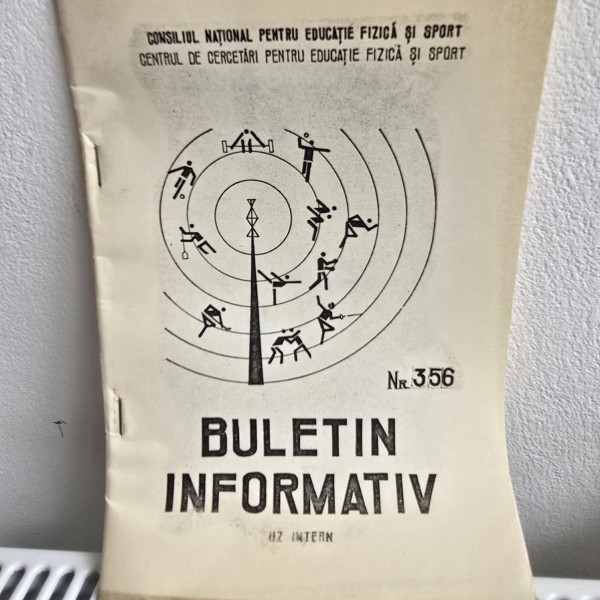 CONSILIUL NAȚIONAL PENTRU EDUCAȚIE FIZICĂ ȘI SPORT
CENTRUL DE CERCETĂRI PENTRU EDUCAȚIE FIZICĂ ȘI SPORT
NR. 356
BULETIN
INFORMATIV
UZ INTERN